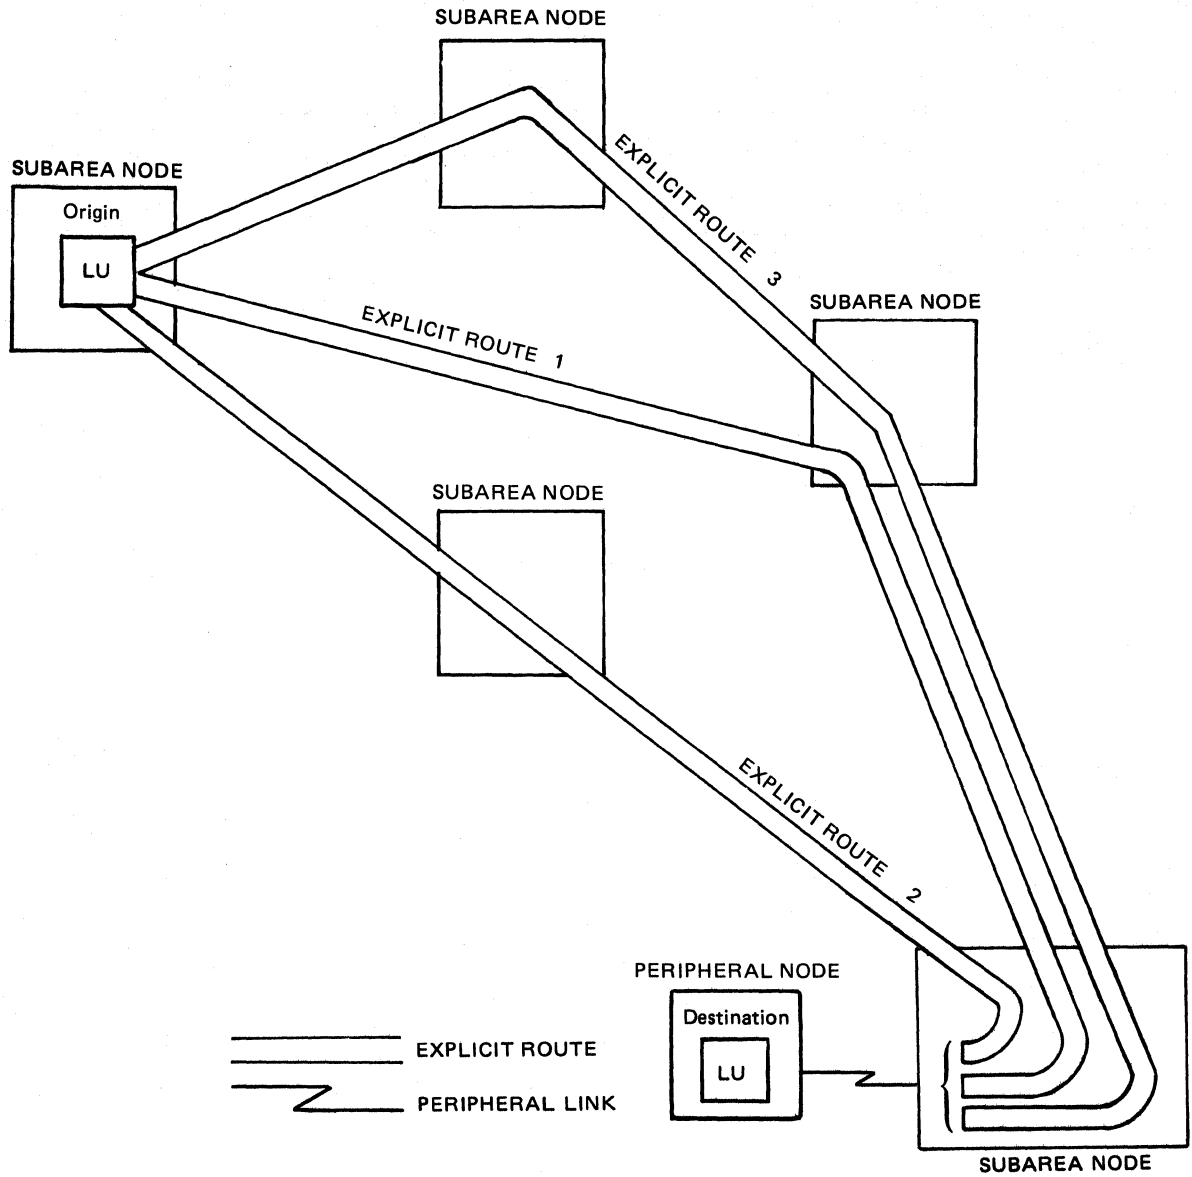 SUBAREA NODE
SUBAREA NODE
Origin
LU
EXPLICIT ROUTE 3
SUBAREA NODE
EXPLICIT ROUTE 1
SUBAREA NODE
EXPLICIT ROUTE 2
PERIPHERAL NODE
Destination
LU
EXPLICIT ROUTE
PERIPHERAL LINK
SUBAREA NODE